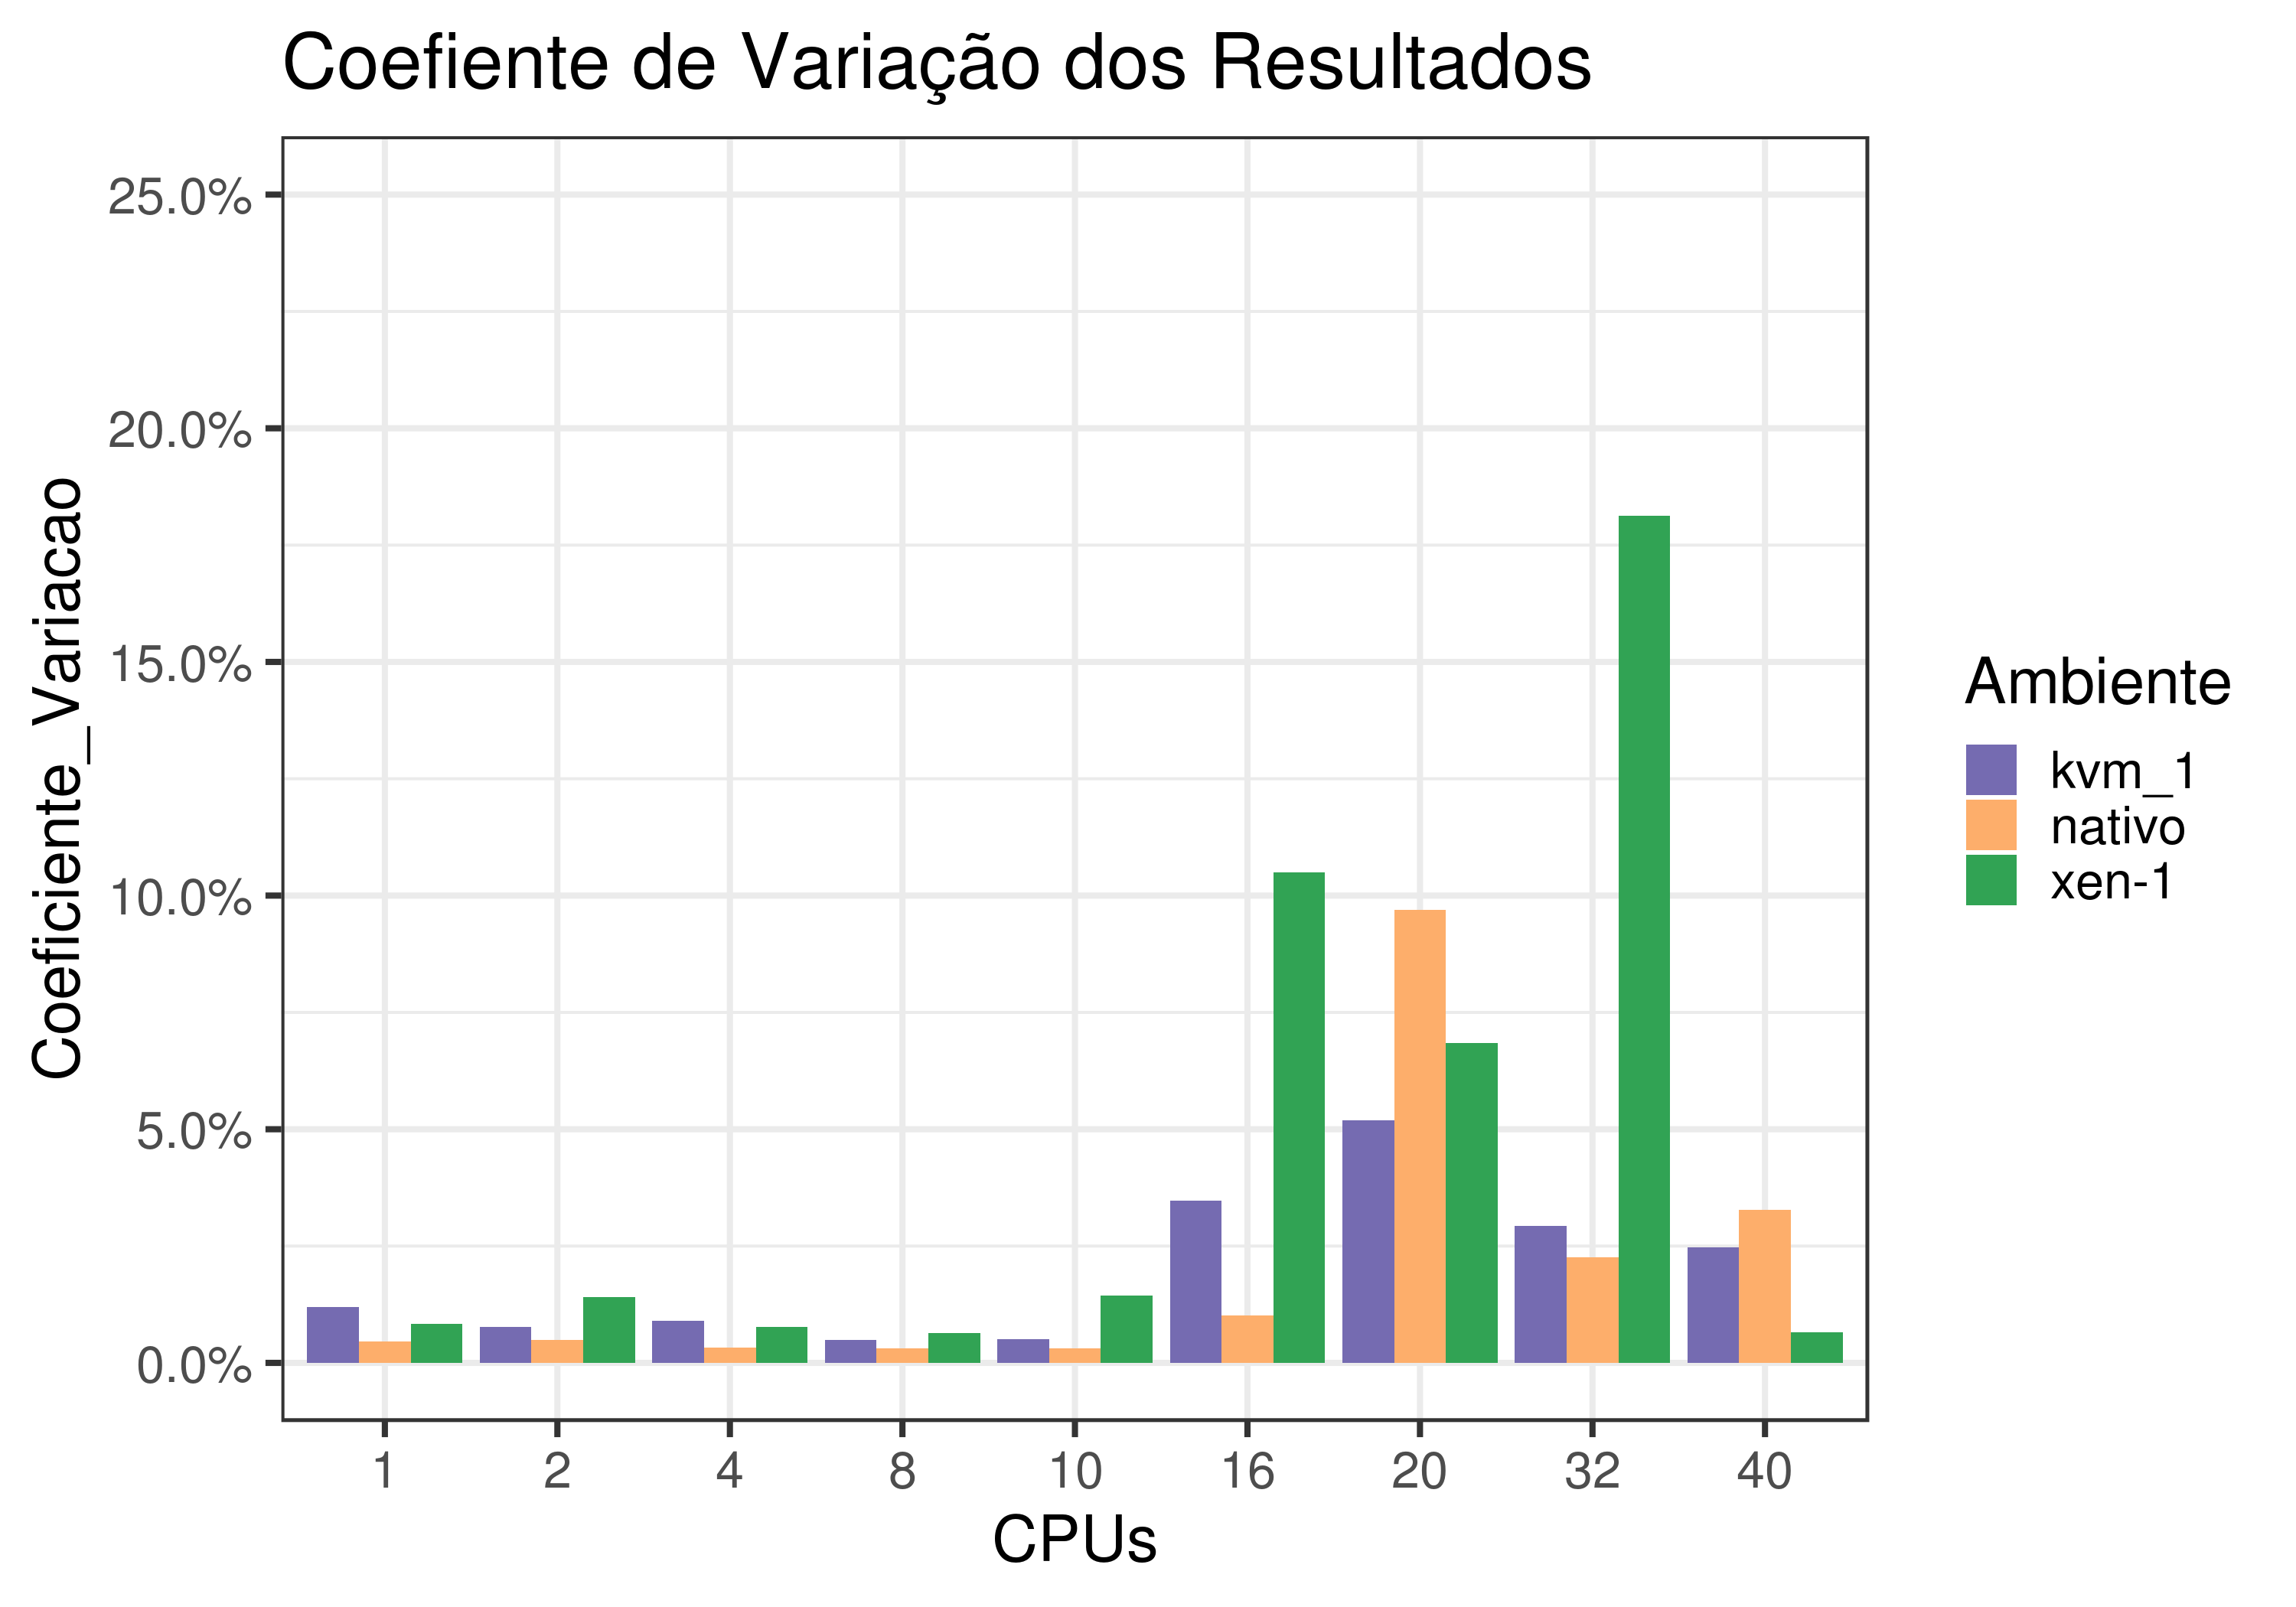 Coefiente de Variação dos Resultados
Coeficiente_Variacao
25.0%
20.0%
15.0%
10.0%
5.0%
0.0%
1 2 4 8 10 16 20 32 40
CPUs
Ambiente
kvm_1
nativo
xen-1